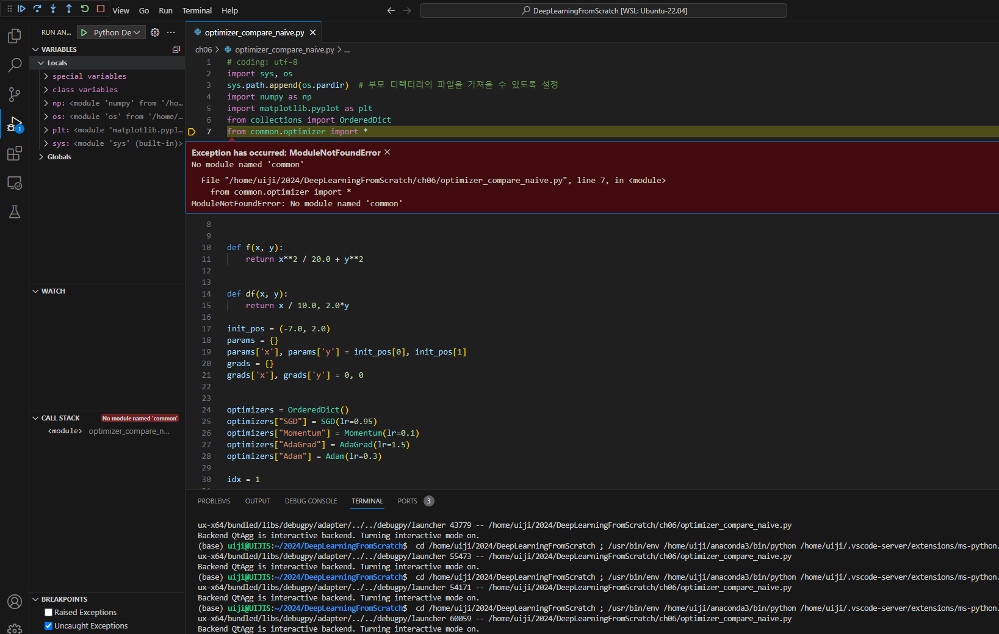 View Go Run Terminal Help
DeepLearningFromScratch [WSL: Ubuntu-22.04]
RUN AN... Python De
optimizer_compare_naive.py
VARIABLES
Locals
special variables
class variables
np: <module 'numpy' from '/ho...
os: <module 'os' from '/home/...
plt: <module 'matplotlib.pypl...
sys: <module 'sys' (built-in)>
Globals
WATCH
CALL STACK No module named 'common'
<module> optimizer_compare_n...
BREAKPOINTS
Raised Exceptions
Uncaught Exceptions
1
ch06 > optimizer_compare_naive.py > ...
1 # coding: utf-8
2 import sys, os
3 sys.path.append(os.pardir)  # 부모 디렉터리의 파일을 가져올 수 있도록 설정
4 import numpy as np
5 import matplotlib.pyplot as plt
6 from collections import OrderedDict
7 from common.optimizer import *
Exception has occurred: ModuleNotFoundError
No module named 'common'
File "/home/uiji/2024/DeepLearningFromScratch/ch06/optimizer_compare_naive.py", line 7, in <module>
from common.optimizer import *
ModuleNotFoundError: No module named 'common'
8
9
10 def f(x, y):
11     return x**2 / 20.0 + y**2
12
13
14 def df(x, y):
15     return x / 10.0, 2.0*y
16
17 init_pos = (-7.0, 2.0)
18 params = {}
19 params['x'], params['y'] = init_pos[0], init_pos[1]
20 grads = {}
21 grads['x'], grads['y'] = 0, 0
22
23
24 optimizers = OrderedDict()
25 optimizers["SGD"] = SGD(lr=0.95)
26 optimizers["Momentum"] = Momentum(lr=0.1)
27 optimizers["AdaGrad"] = AdaGrad(lr=1.5)
28 optimizers["Adam"] = Adam(lr=0.3)
29
30 idx = 1
PROBLEMS OUTPUT DEBUG CONSOLE TERMINAL PORTS 3
ux-x64/bundled/libs/debugpy/adapter/../../debugpy/launcher 43779 -- /home/uiji/2024/DeepLearningFromScratch/ch06/optimizer_compare_naive.py
Backend QtAgg is interactive backend. Turning interactive mode on.
(base) uiji@UIJIS:~/2024/DeepLearningFromScratch$  cd /home/uiji/2024/DeepLearningFromScratch ; /usr/bin/env /home/uiji/anaconda3/bin/python /home/uiji/.vscode-server/extensions/ms-python.
ux-x64/bundled/libs/debugpy/adapter/../../debugpy/launcher 55473 -- /home/uiji/2024/DeepLearningFromScratch/ch06/optimizer_compare_naive.py
Backend QtAgg is interactive backend. Turning interactive mode on.
(base) uiji@UIJIS:~/2024/DeepLearningFromScratch$  cd /home/uiji/2024/DeepLearningFromScratch ; /usr/bin/env /home/uiji/anaconda3/bin/python /home/uiji/.vscode-server/extensions/ms-python.
ux-x64/bundled/libs/debugpy/adapter/../../debugpy/launcher 54171 -- /home/uiji/2024/DeepLearningFromScratch/ch06/optimizer_compare_naive.py
Backend QtAgg is interactive backend. Turning interactive mode on.
(base) uiji@UIJIS:~/2024/DeepLearningFromScratch$  cd /home/uiji/2024/DeepLearningFromScratch ; /usr/bin/env /home/uiji/anaconda3/bin/python /home/uiji/.vscode-server/extensions/ms-python.
ux-x64/bundled/libs/debugpy/adapter/../../debugpy/launcher 60059 -- /home/uiji/2024/DeepLearningFromScratch/ch06/optimizer_compare_naive.py
Backend QtAgg is interactive backend. Turning interactive mode on.